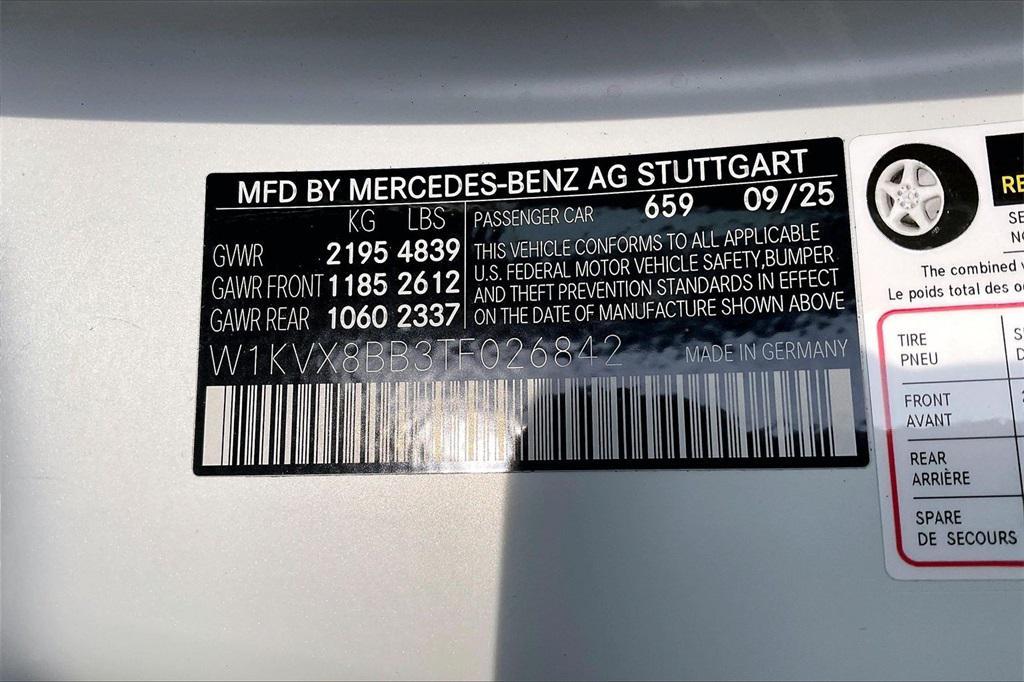 MFD BY MERCEDES-BENZ AG STUTTGART
KG LBS
GVWR 2195 4839
GAWR FRONT 1185 2612
GAWR REAR 1060 2337
PASSENGER CAR 659 09/25
THIS VEHICLE CONFORMS TO ALL APPLICABLE
U.S. FEDERAL MOTOR VEHICLE SAFETY,BUMPER
AND THEFT PREVENTION STANDARDS IN EFFECT
ON THE DATE OF MANUFACTURE SHOWN ABOVE
W1KVX8BB3TF026842 MADE IN GERMANY
The combined
Le poids total des
TIRE
PNEU
FRONT
AVANT
REAR
ARRIÈRE
SPARE
DE SECOURS